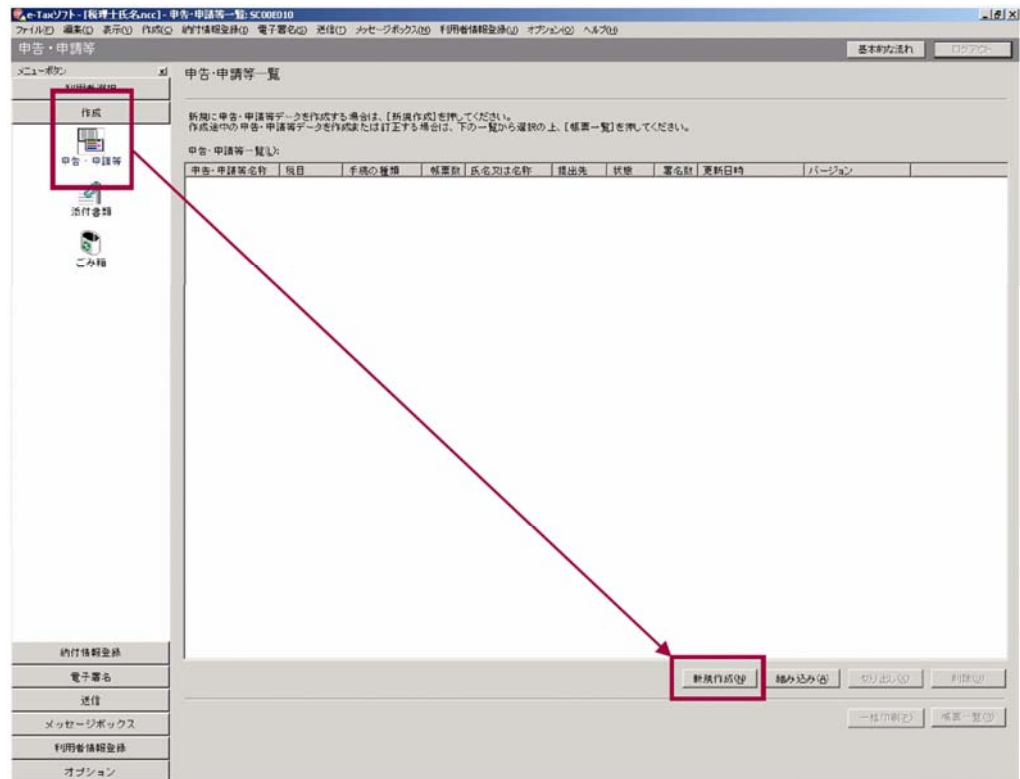 e-Taxソフト - [税理士氏名.ncc] - 申告･申請等一覧: SC00E010
ファイル(F) 編集(E) 表示(V) 作成(C) 納付情報登録(I) 電子署名(G) 送信(T) メッセージボックス(M) 利用者情報登録(U) オプション(O) ヘルプ(H)
申告・申請等 基本的な流れ ログアウト
メニューボタン 申告･申請等一覧
利用者選択
作成
新規に申告･申請等データを作成する場合は、[新規作成]を押してください。
作成途中の申告･申請等データを作成または訂正する場合は、下の一覧から選択の上、[帳票一覧]を押してください。
申告・申請等
申告･申請等一覧(L):
申告･申請等名称 税目 手続の種類 帳票数 氏名又は名称 提出先 状態 署名数 更新日時 バージョン
添付書類
ごみ箱
納付情報登録
電子署名
新規作成(N) 組み込み(A) 切り出し(X) 削除(J)
送信
メッセージボックス
一括印刷(P) 帳票一覧(O)
利用者情報登録
オプション